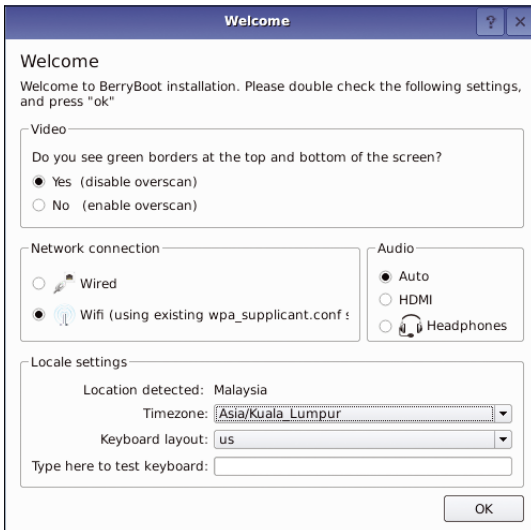 Welcome
Welcome
Welcome to BerryBoot installation. Please double check the following settings,
and press "ok"
Video
Do you see green borders at the top and bottom of the screen?
Yes (disable overscan)
No (enable overscan)
Network connection
Wired
Wifi (using existing wpa_supplicant.conf s
Audio
Auto
HDMI
Headphones
Locale settings
Location detected: Malaysia
Timezone: Asia/Kuala_Lumpur
Keyboard layout: us
Type here to test keyboard:
OK